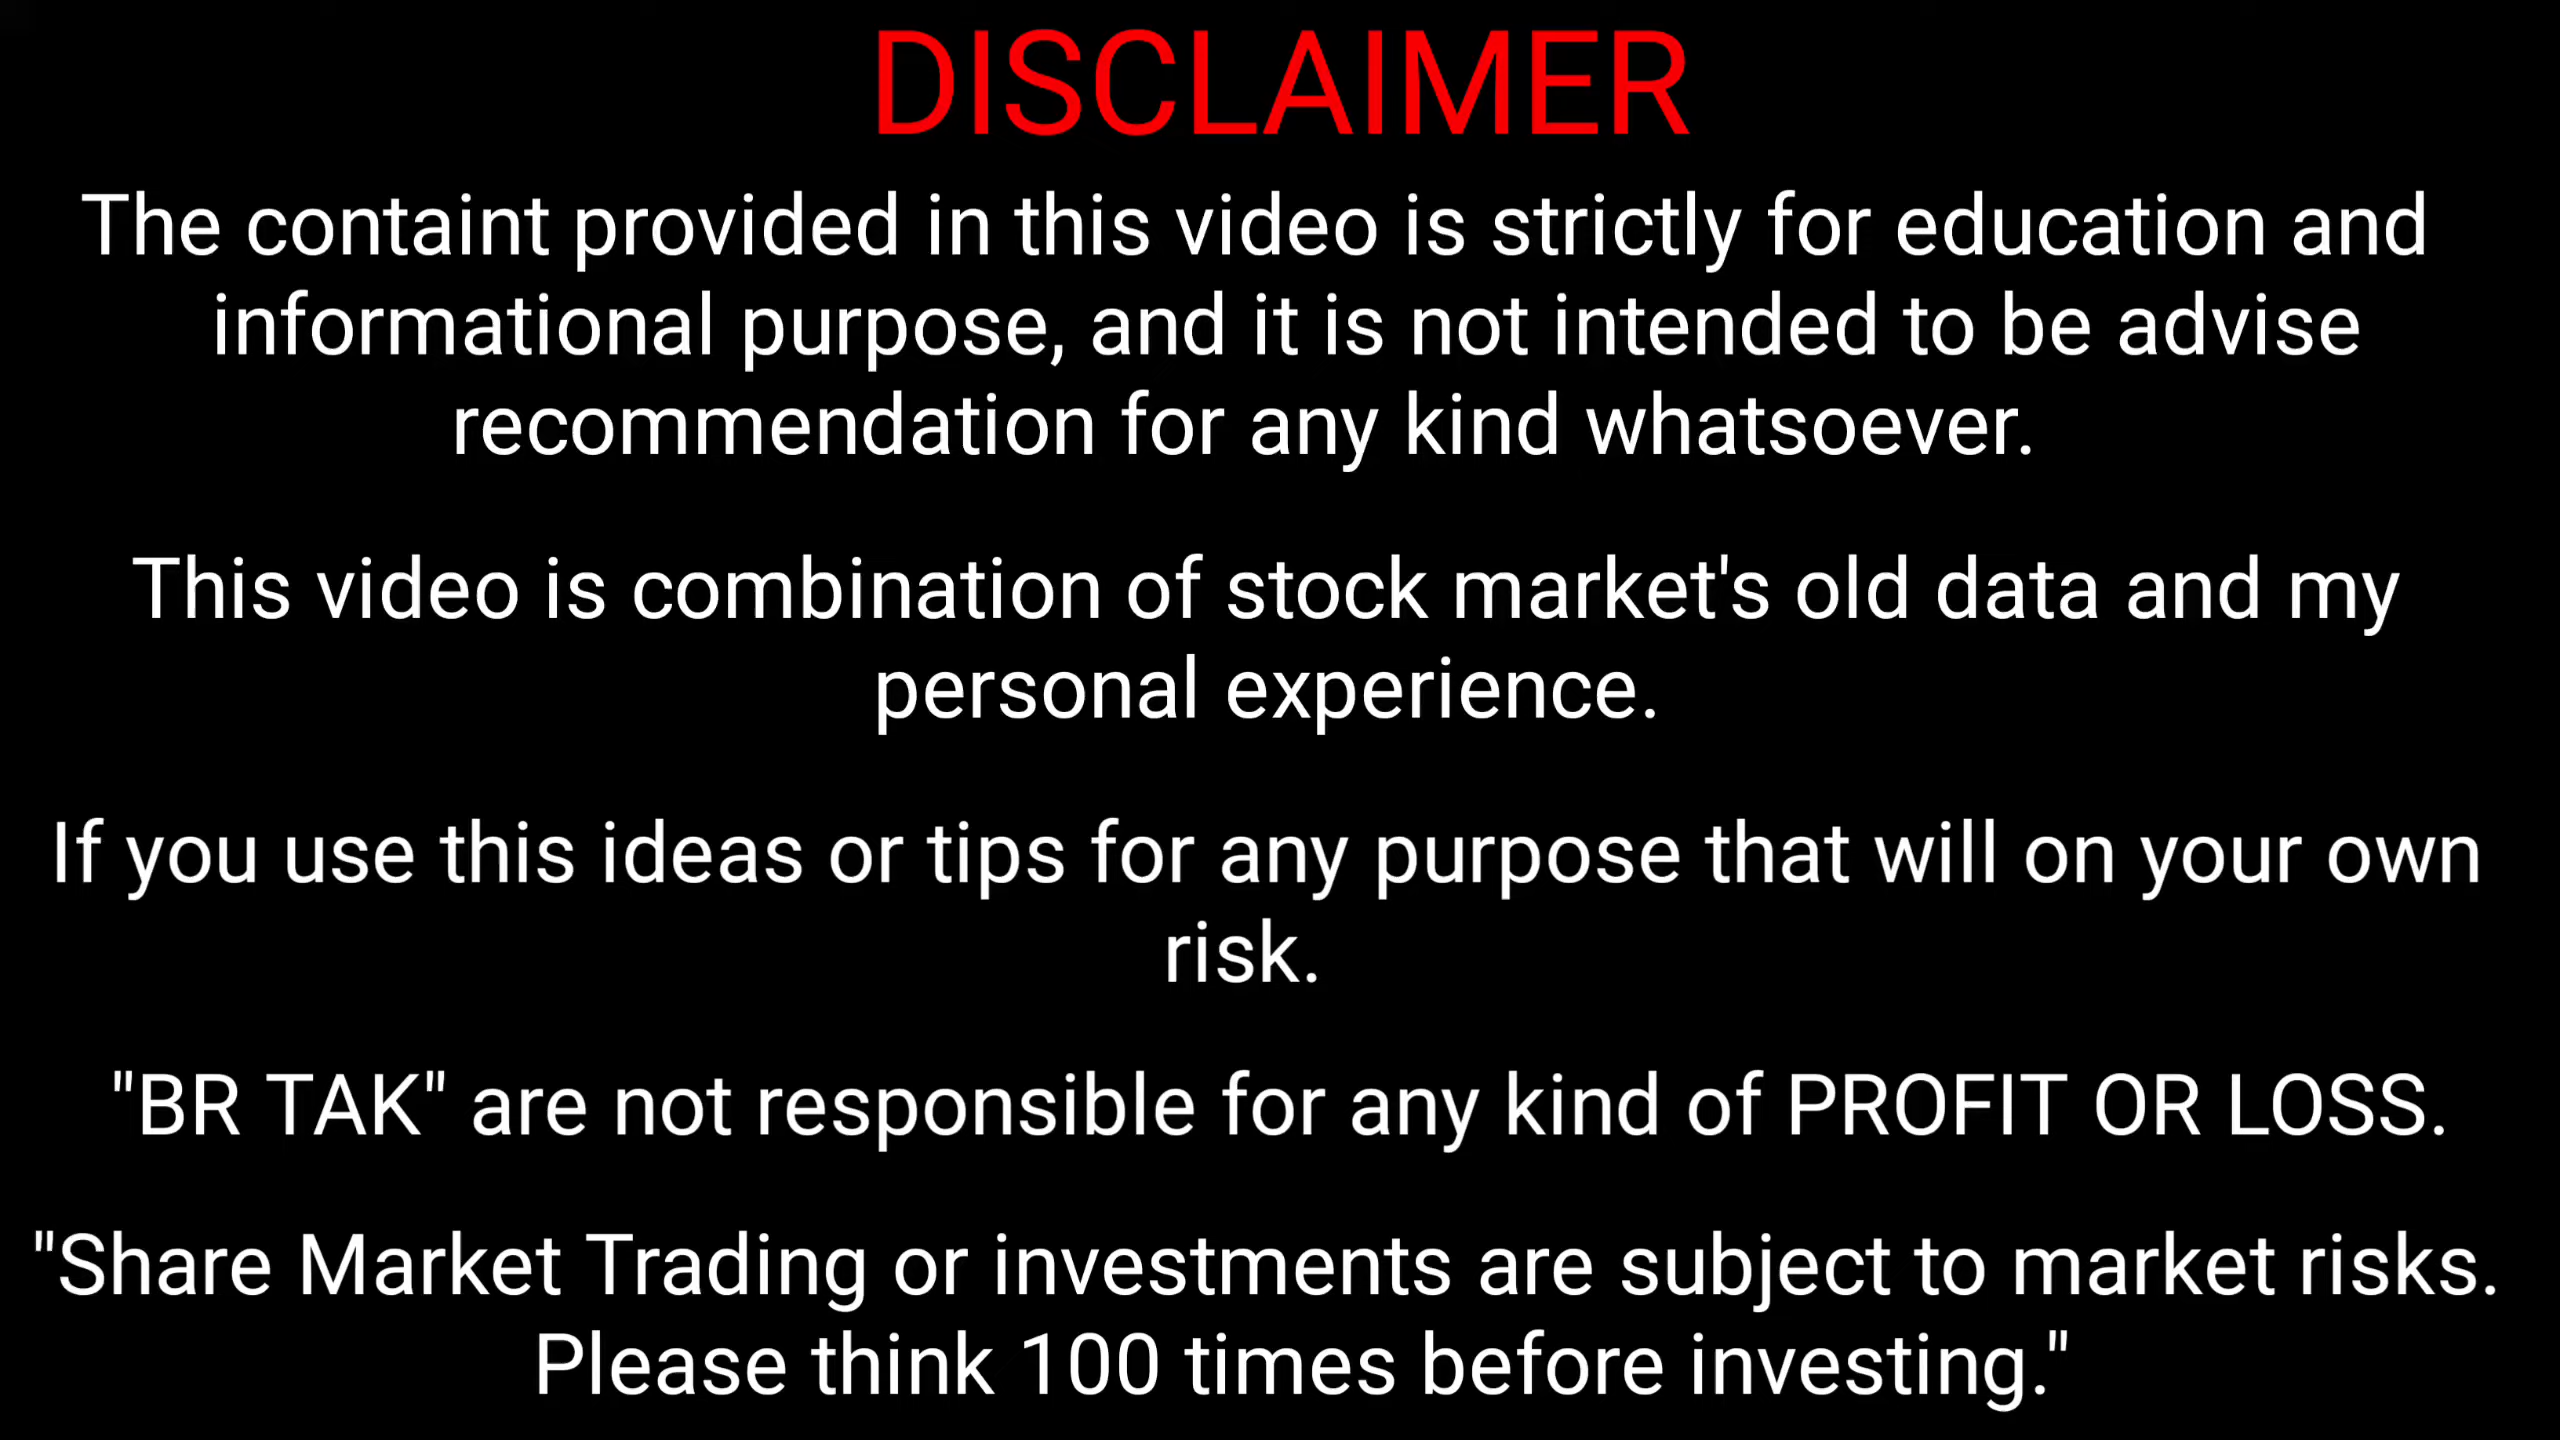 DISCLAIMER
The containt provided in this video is strictly for education and
informational purpose, and it is not intended to be advise
recommendation for any kind whatsoever.
This video is combination of stock market's old data and my
personal experience.
If you use this ideas or tips for any purpose that will on your own
risk.
"BR TAK" are not responsible for any kind of PROFIT OR LOSS.
"Share Market Trading or investments are subject to market risks.
Please think 100 times before investing."